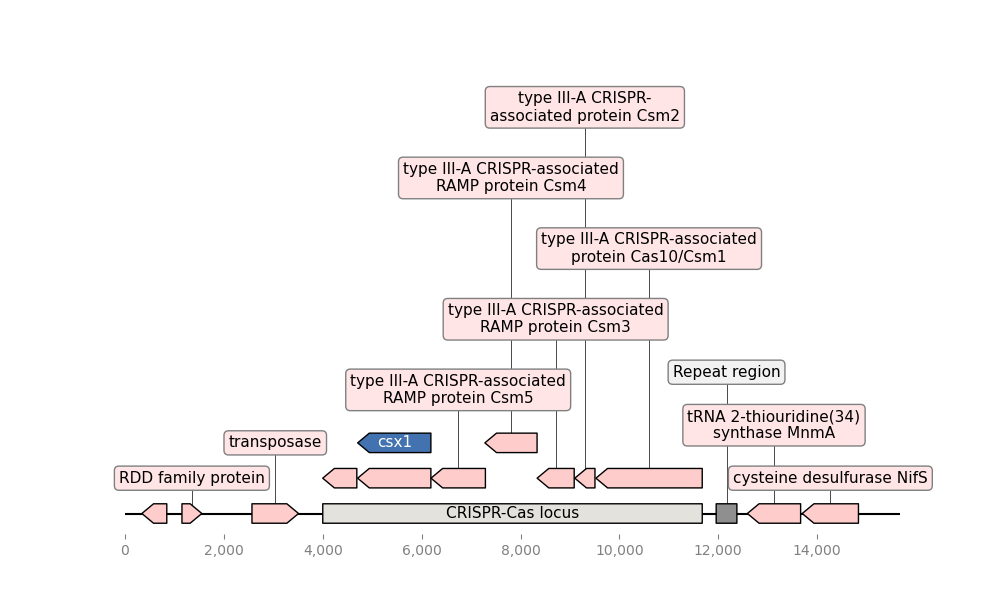 type III-A CRISPR-
associated protein Csm2
type III-A CRISPR-associated
RAMP protein Csm4
type III-A CRISPR-associated
protein Cas10/Csm1
type III-A CRISPR-associated
RAMP protein Csm3
Repeat region
type III-A CRISPR-associated
RAMP protein Csm5
tRNA 2-thiouridine(34)
synthase MnmA
transposase
csx1
RDD family protein
cysteine desulfurase NifS
CRISPR-Cas locus
0
2,000
4,000
6,000
8,000
10,000
12,000
14,000